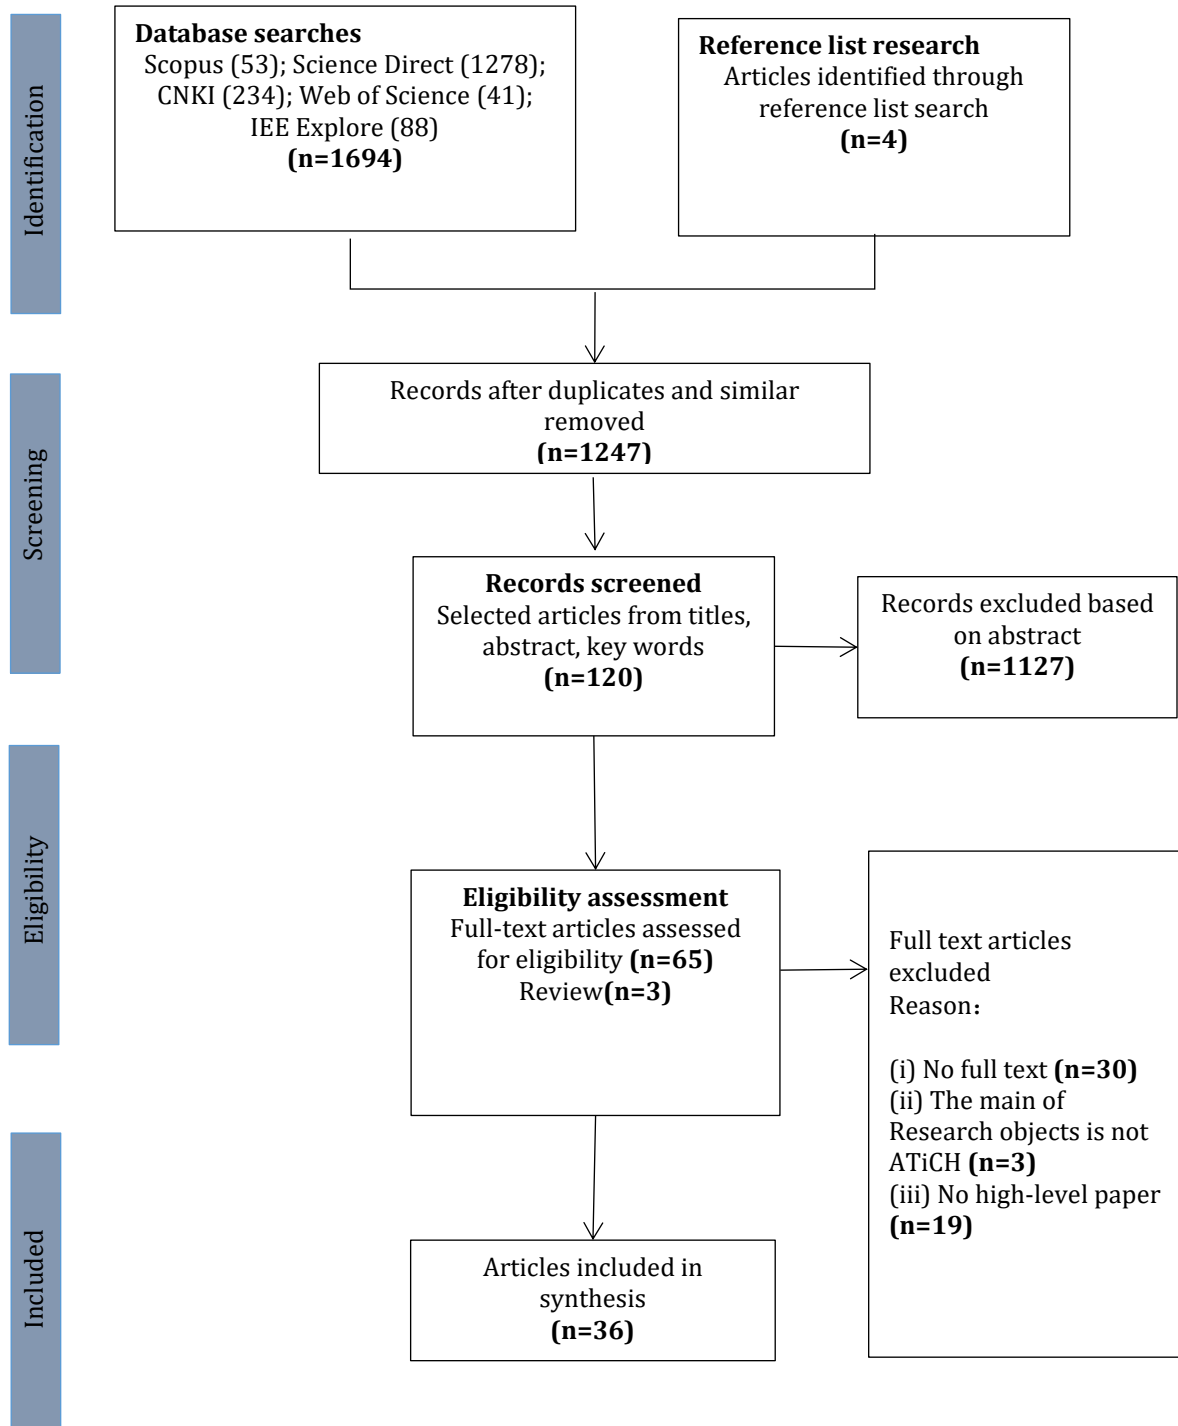 Identification
Database searches
Scopus (53); Science Direct (1278);
CNKI (234); Web of Science (41);
IEE Explore (88)
(n=1694)
Reference list research
Articles identified through
reference list search
(n=4)
Screening
Records after duplicates and similar
removed
(n=1247)
Records screened
Selected articles from titles,
abstract, key words
(n=120)
Records excluded based
on abstract
(n=1127)
Eligibility
Eligibility assessment
Full-text articles assessed
for eligibility (n=65)
Review(n=3)
Full text articles
excluded
Reason：
(i) No full text (n=30)
(ii) The main of
Research objects is not
ATiCH (n=3)
(iii) No high-level paper
(n=19)
Included
Articles included in
synthesis
(n=36)